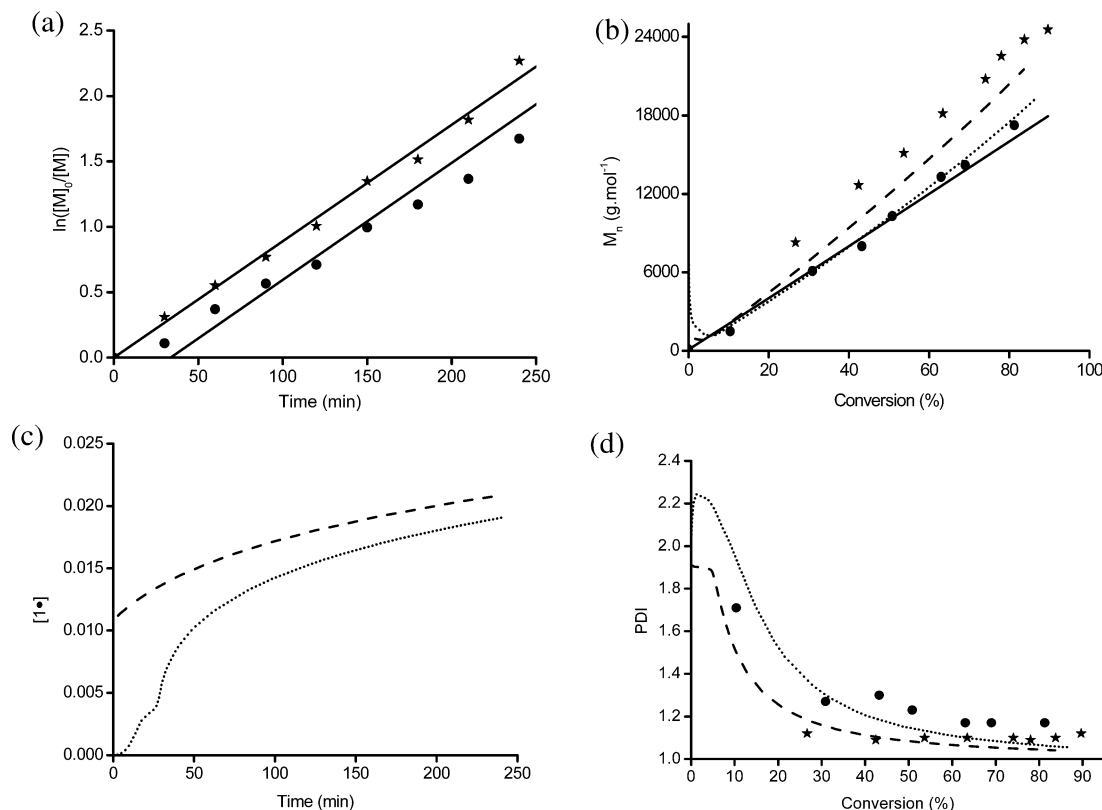 (a)
2.5
2.0
1.5
1.0
0.5
0.0
ln([M]₀/[M])
0 50 100 150 200 250
Time (min)
(b)
24000
18000
12000
6000
0
Mₙ (g.mol⁻¹)
0 20 40 60 80 100
Conversion (%)
(c)
0.025
0.020
0.015
0.010
0.005
0.000
[1•]
0 50 100 150 200 250
Time (min)
(d)
2.4
2.2
2.0
1.8
1.6
1.4
1.2
1.0
PDI
0 10 20 30 40 50 60 70 80 90
Conversion (%)